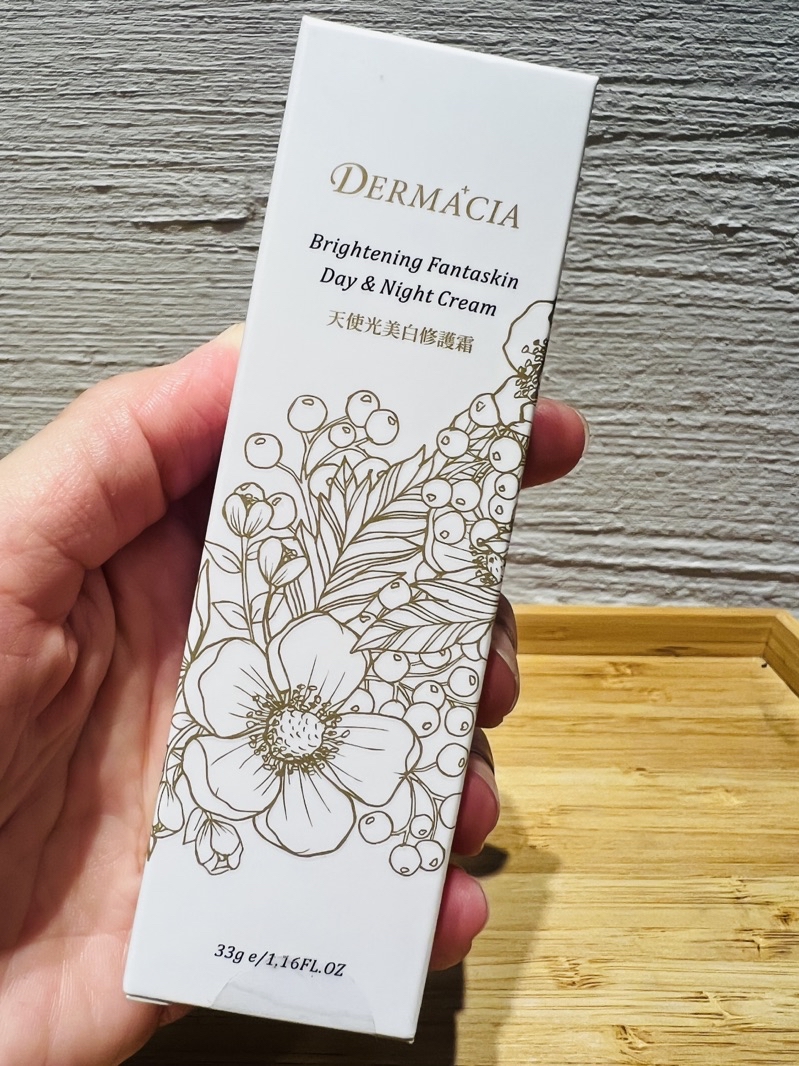 DERMACIA
Brightening Fantaskin
Day & Night Cream
天使光美白修護霜
33g e/1,16FL.OZ